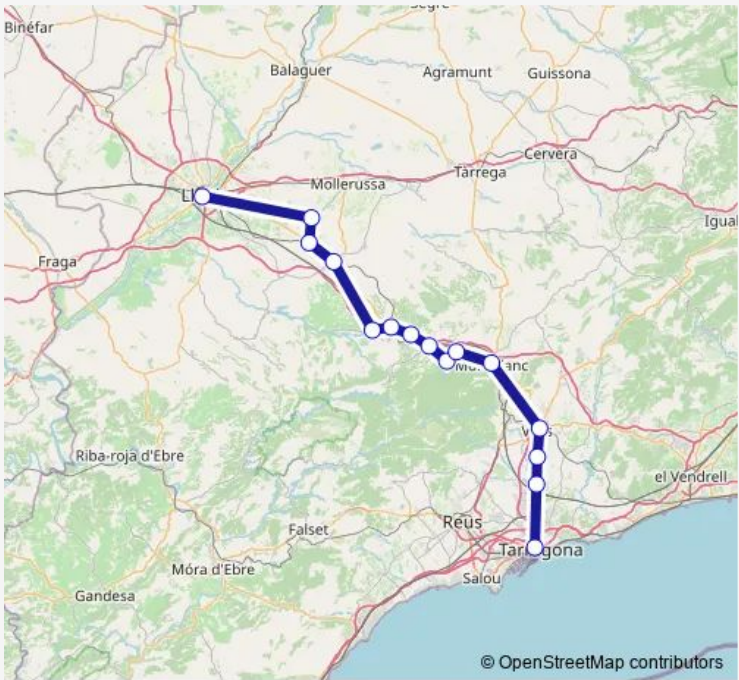 Binéfar
Balaguer
Agramunt
Guissona
Cervera
Tàrrega
Mollerussa
Fraga
Riba-roja d'Ebre
el Vendrell
Reus
Falset
Tarragona
Móra d'Ebre
Salou
Gandesa
© OpenStreetMap contributors